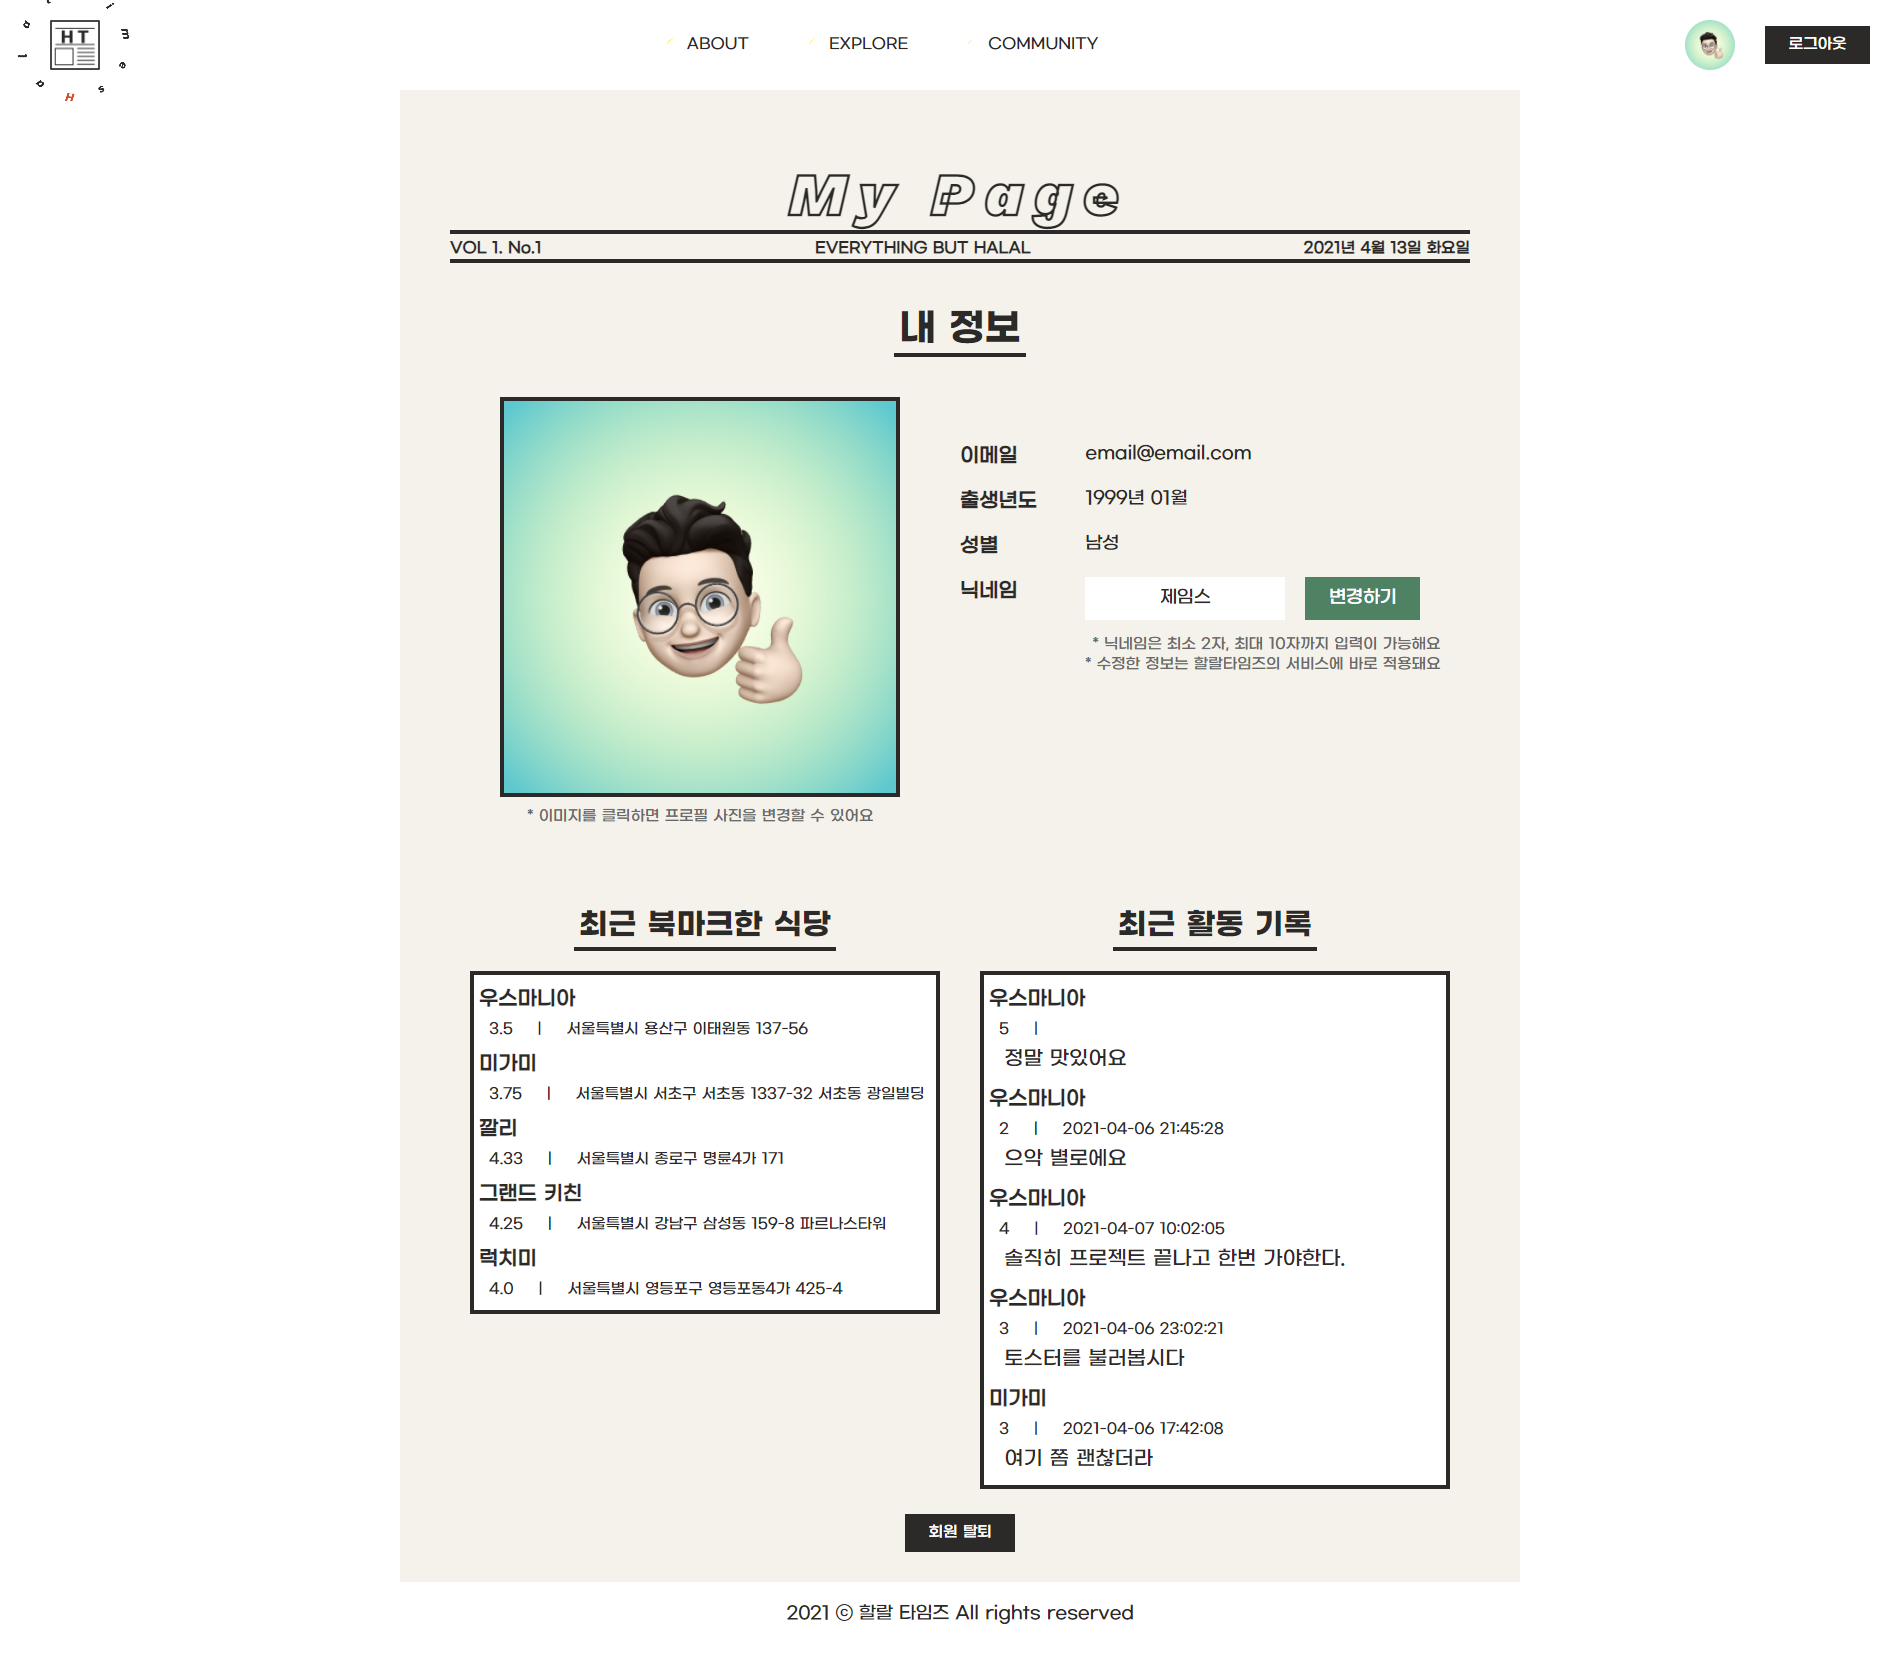 HT
ABOUT
EXPLORE
COMMUNITY
로그아웃
My Page
VOL 1. No.1
EVERYTHING BUT HALAL
2021년 4월 13일 화요일
내 정보
이메일
email@email.com
출생년도
1999년 01월
성별
남성
닉네임
제임스
변경하기
* 닉네임은 최소 2자, 최대 10자까지 입력이 가능해요
* 수정한 정보는 할랄타임즈의 서비스에 바로 적용돼요
* 이미지를 클릭하면 프로필 사진을 변경할 수 있어요
최근 북마크한 식당
우스마니아
3.5 | 서울특별시 용산구 이태원동 137-56
미가미
3.75 | 서울특별시 서초구 서초동 1337-32 서초동 광일빌딩
깔리
4.33 | 서울특별시 종로구 명륜4가 171
그랜드 키친
4.25 | 서울특별시 강남구 삼성동 159-8 파르나스타워
럭치미
4.0 | 서울특별시 영등포구 영등포동4가 425-4
최근 활동 기록
우스마니아
5 |
정말 맛있어요
우스마니아
2 | 2021-04-06 21:45:28
으악 별로에요
우스마니아
4 | 2021-04-07 10:02:05
솔직히 프로젝트 끝나고 한번 가야한다.
우스마니아
3 | 2021-04-06 23:02:21
토스터를 불러봅시다
미가미
3 | 2021-04-06 17:42:08
여기 쫌 괜찮더라
회원 탈퇴
2021 ⓒ 할랄 타임즈 All rights reserved